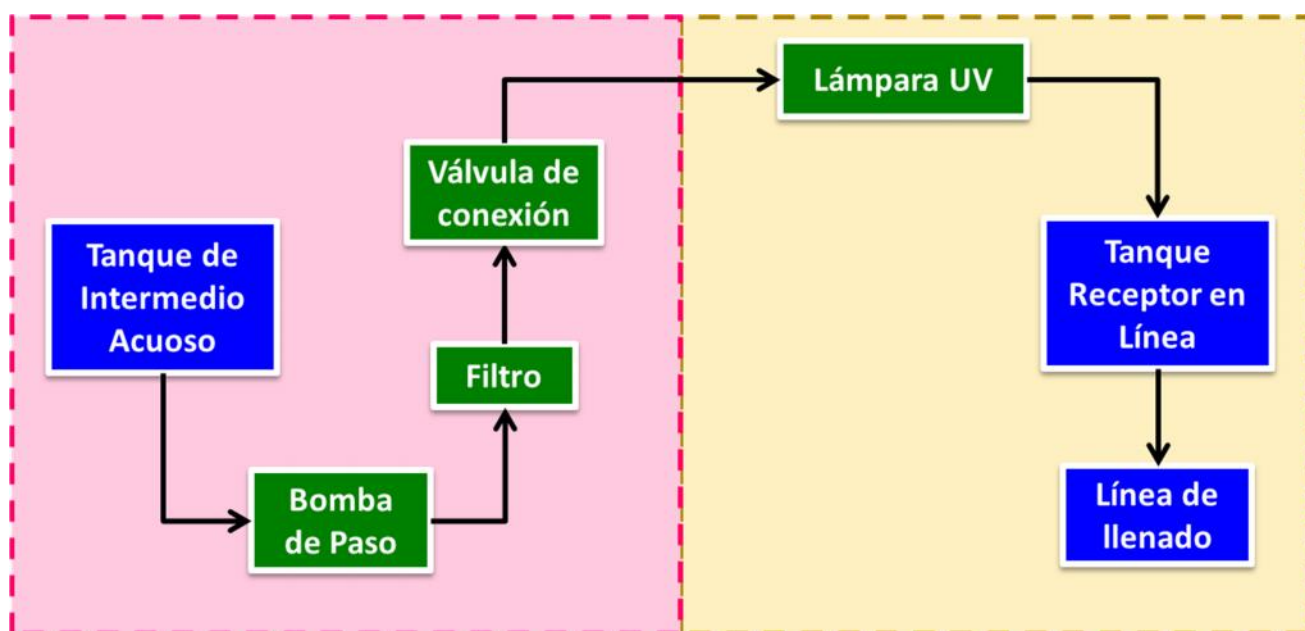 Tanque de
Intermedio
Acuoso
Bomba
de Paso
Filtro
Válvula de
conexión
Lámpara UV
Tanque
Receptor en
Línea
Línea de
llenado